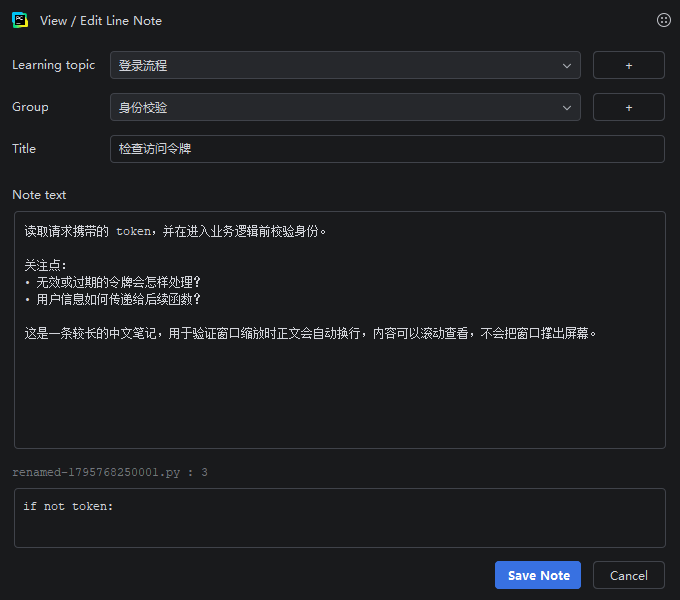 PC
View / Edit Line Note
Learning topic 登录流程 +
Group 身份校验 +
Title 检查访问令牌
Note text
读取请求携带的 token，并在进入业务逻辑前校验身份。
关注点：
• 无效或过期的令牌会怎样处理？
• 用户信息如何传递给后续函数？
这是一条较长的中文笔记，用于验证窗口缩放时正文会自动换行，内容可以滚动查看，不会把窗口撑出屏幕。
renamed-1795768250001.py : 3
if not token:
Save Note Cancel